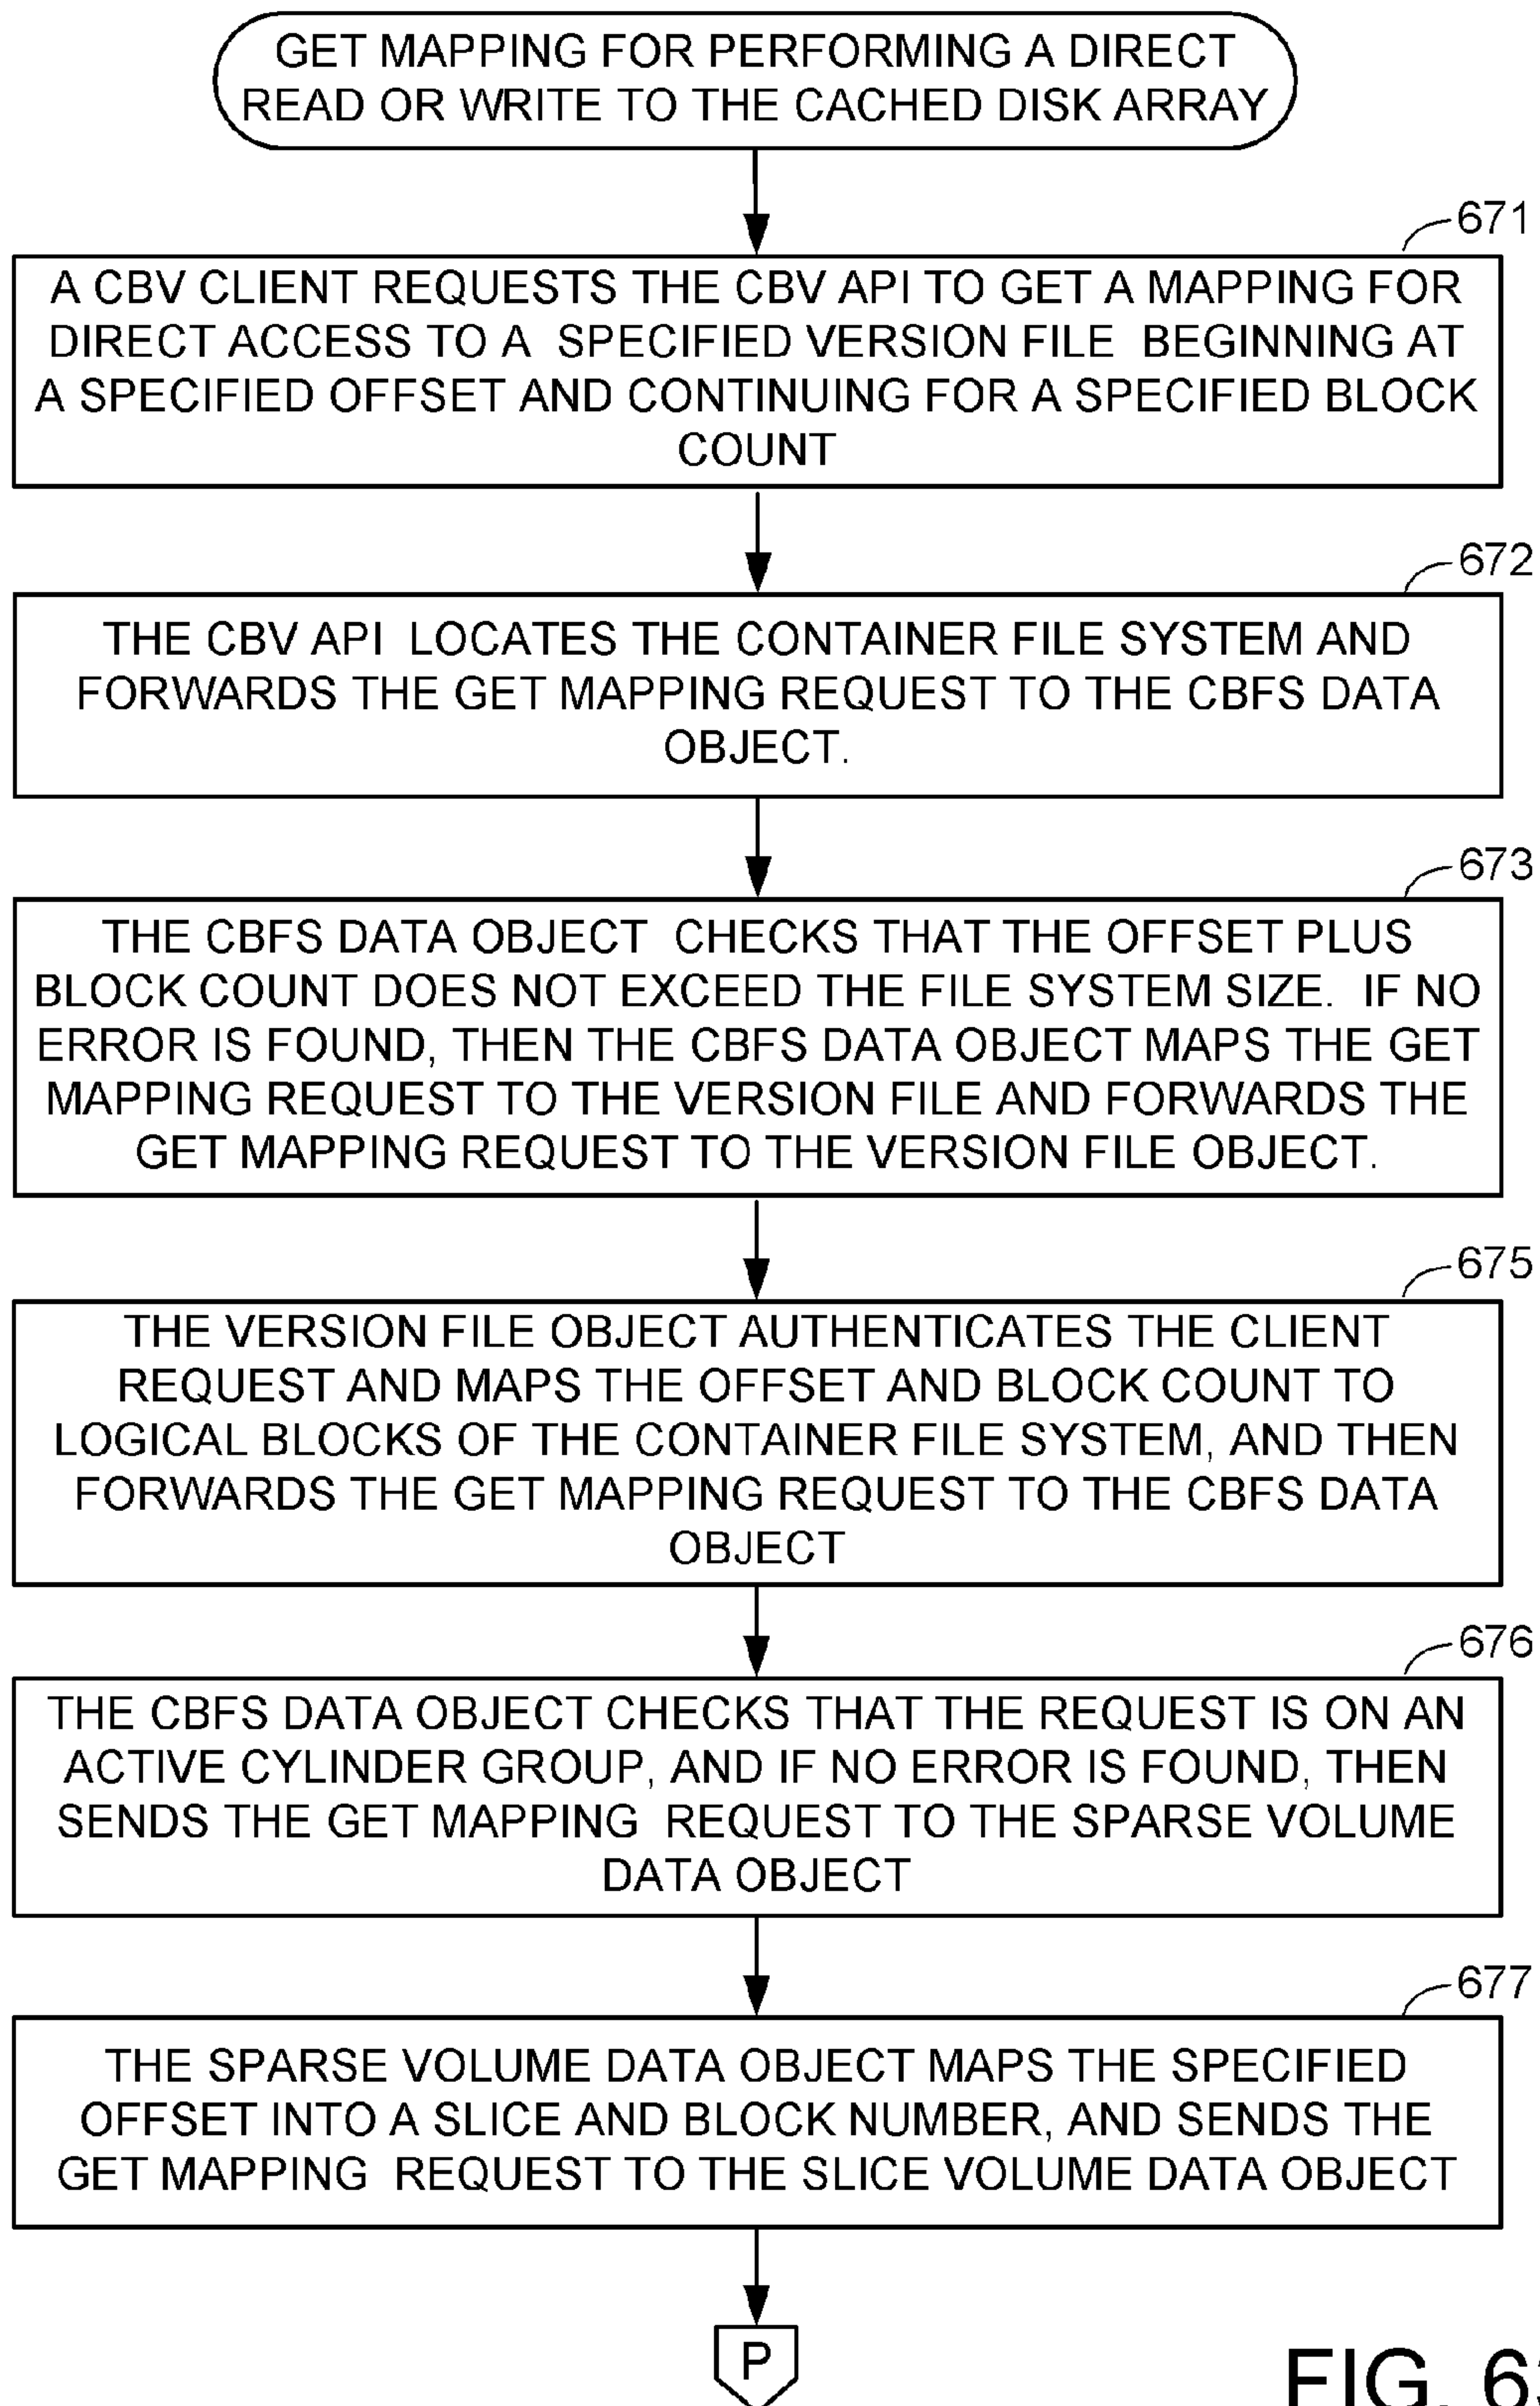 GET MAPPING FOR PERFORMING A DIRECT
READ OR WRITE TO THE CACHED DISK ARRAY
671
A CBV CLIENT REQUESTS THE CBV API TO GET A MAPPING FOR
DIRECT ACCESS TO A SPECIFIED VERSION FILE BEGINNING AT
A SPECIFIED OFFSET AND CONTINUING FOR A SPECIFIED BLOCK
COUNT
672
THE CBV API LOCATES THE CONTAINER FILE SYSTEM AND
FORWARDS THE GET MAPPING REQUEST TO THE CBFS DATA
OBJECT.
673
THE CBFS DATA OBJECT CHECKS THAT THE OFFSET PLUS
BLOCK COUNT DOES NOT EXCEED THE FILE SYSTEM SIZE. IF NO
ERROR IS FOUND, THEN THE CBFS DATA OBJECT MAPS THE GET
MAPPING REQUEST TO THE VERSION FILE AND FORWARDS THE
GET MAPPING REQUEST TO THE VERSION FILE OBJECT.
675
THE VERSION FILE OBJECT AUTHENTICATES THE CLIENT
REQUEST AND MAPS THE OFFSET AND BLOCK COUNT TO
LOGICAL BLOCKS OF THE CONTAINER FILE SYSTEM, AND THEN
FORWARDS THE GET MAPPING REQUEST TO THE CBFS DATA
OBJECT
676
THE CBFS DATA OBJECT CHECKS THAT THE REQUEST IS ON AN
ACTIVE CYLINDER GROUP, AND IF NO ERROR IS FOUND, THEN
SENDS THE GET MAPPING REQUEST TO THE SPARSE VOLUME
DATA OBJECT
677
THE SPARSE VOLUME DATA OBJECT MAPS THE SPECIFIED
OFFSET INTO A SLICE AND BLOCK NUMBER, AND SENDS THE
GET MAPPING REQUEST TO THE SLICE VOLUME DATA OBJECT
P
FIG.